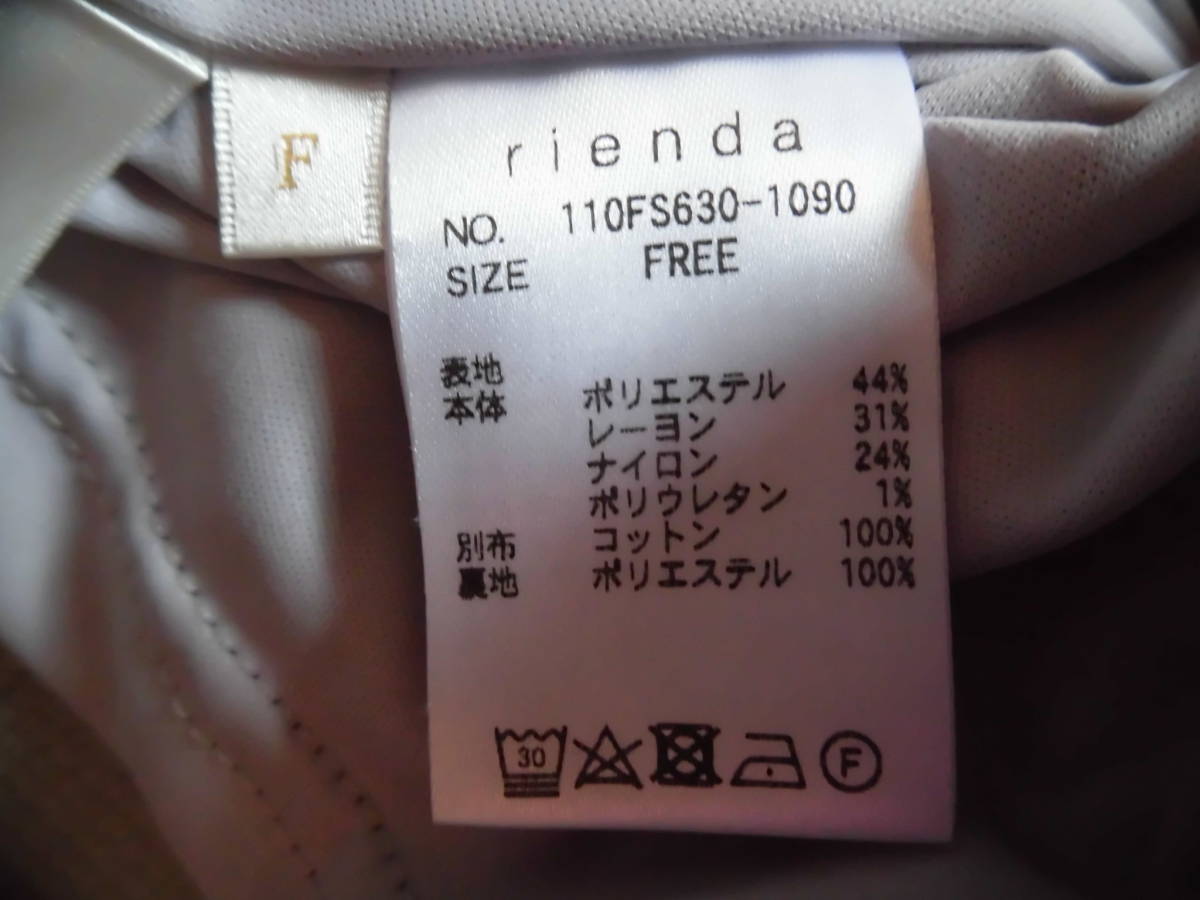 F
rienda
NO. 110FS630-1090
SIZE FREE
表地
本体 ポリエステル 44%
レーヨン 31%
ナイロン 24%
ポリウレタン 1%
別布 コットン 100%
裏地 ポリエステル 100%
30
F